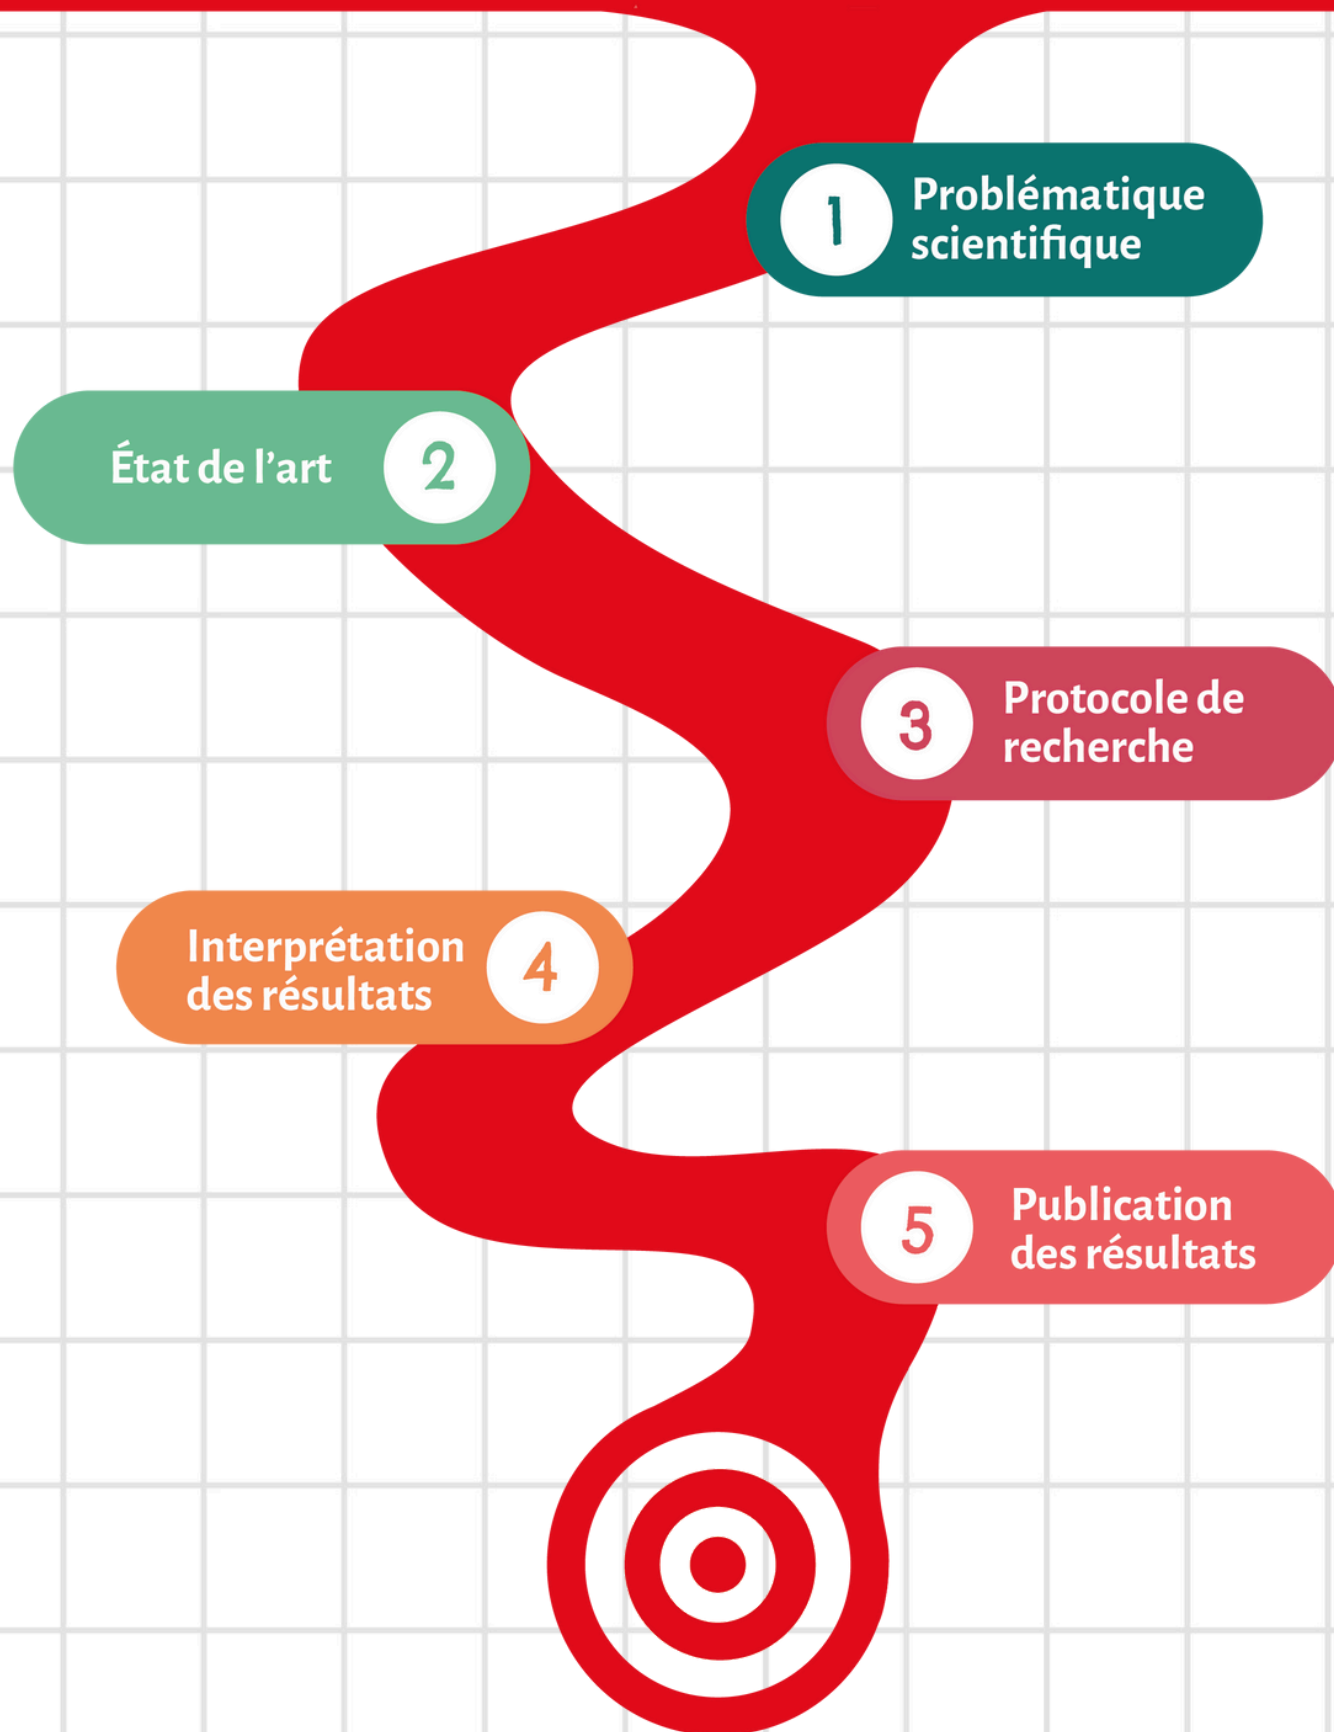 1
Problématique
scientifique
État de l’art
2
3
Protocole de
recherche
Interprétation
des résultats
4
5
Publication
des résultats